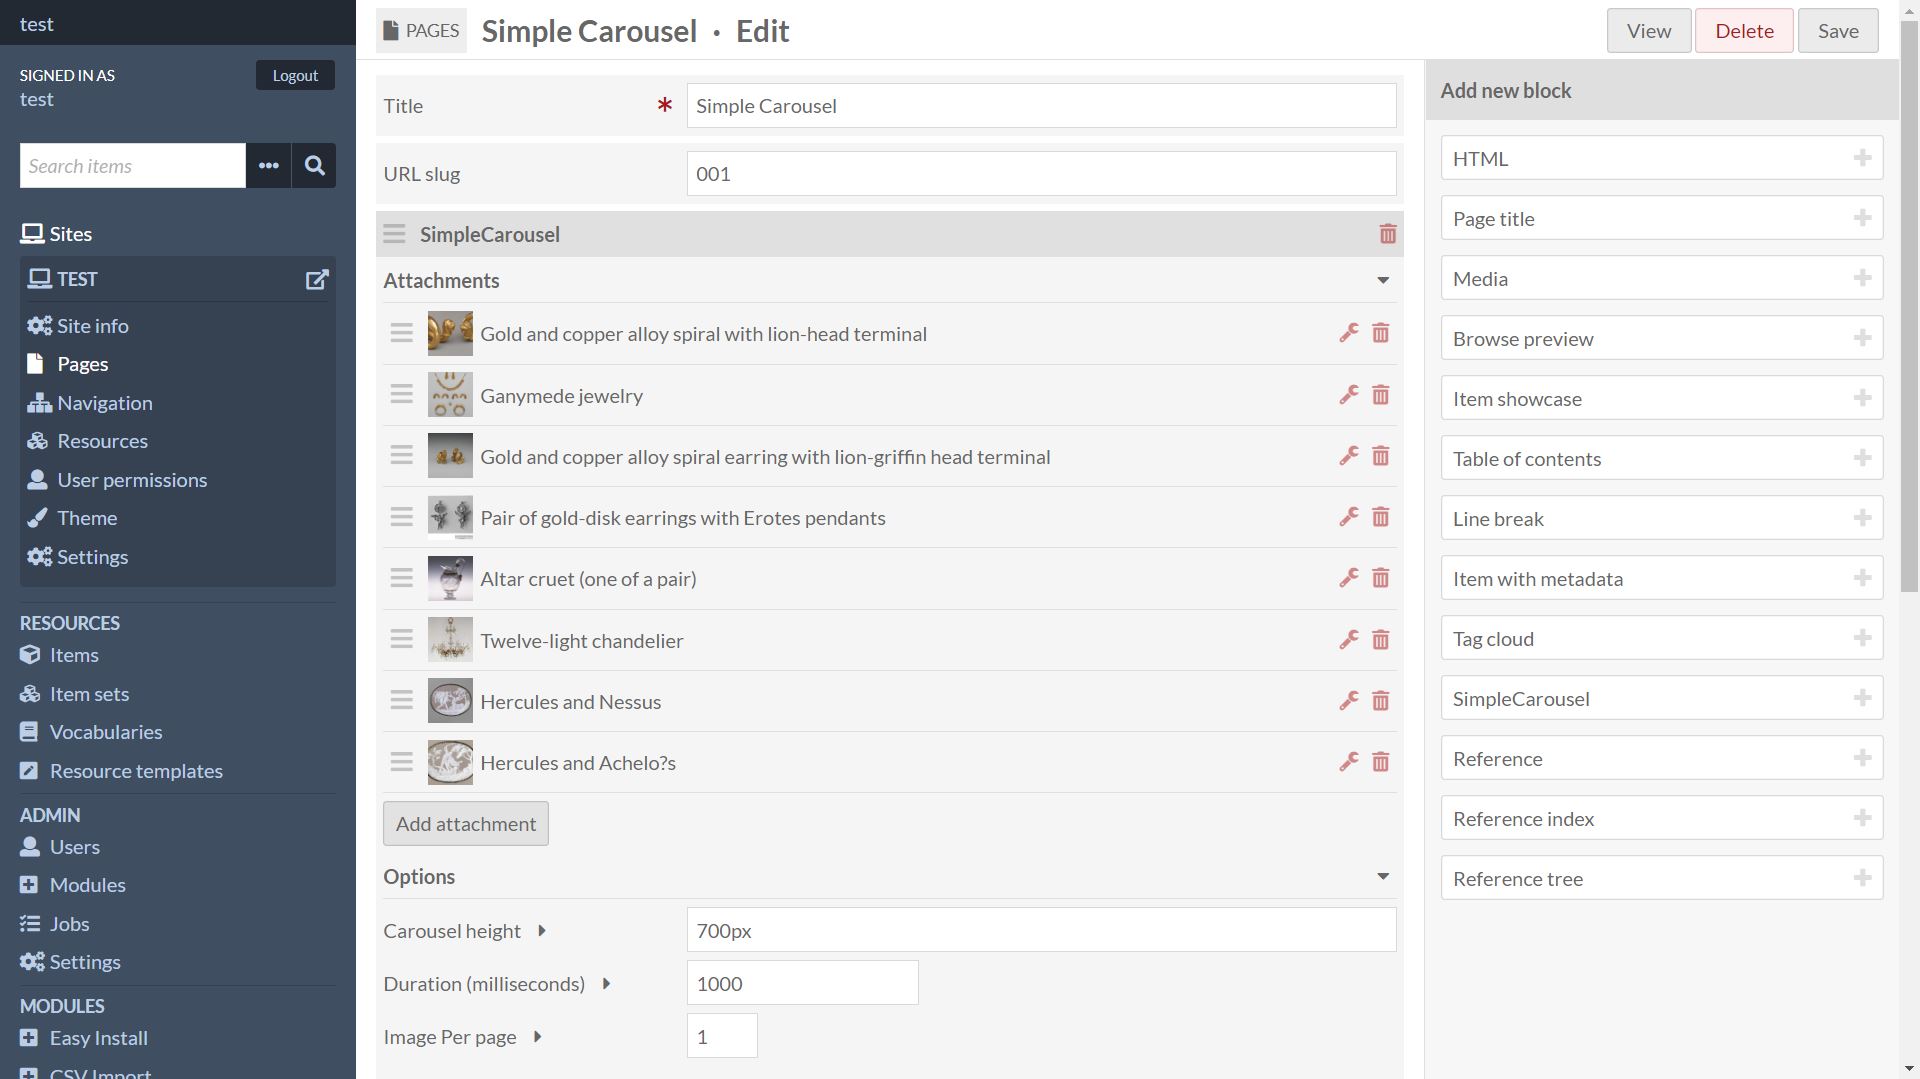 test
SIGNED IN AS
Logout
test
Search items
Sites
TEST
Site info
Pages
Navigation
Resources
User permissions
Theme
Settings
RESOURCES
Items
Item sets
Vocabularies
Resource templates
ADMIN
Users
Modules
Jobs
Settings
MODULES
Easy Install
CSV Import
PAGES Simple Carousel · Edit
View Delete Save
Title * Simple Carousel
URL slug 001
SimpleCarousel
Attachments
Gold and copper alloy spiral with lion-head terminal
Ganymede jewelry
Gold and copper alloy spiral earring with lion-griffin head terminal
Pair of gold-disk earrings with Erotes pendants
Altar cruet (one of a pair)
Twelve-light chandelier
Hercules and Nessus
Hercules and Achelo?s
Add attachment
Options
Carousel height 700px
Duration (milliseconds) 1000
Image Per page 1
Add new block
HTML
Page title
Media
Browse preview
Item showcase
Table of contents
Line break
Item with metadata
Tag cloud
SimpleCarousel
Reference
Reference index
Reference tree